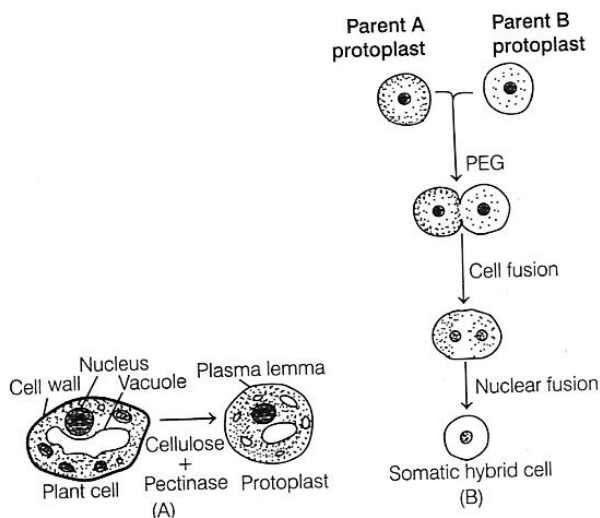 Parent A
protoplast
Parent B
protoplast
PEG
Cell fusion
Nuclear fusion
Somatic hybrid cell
(B)
Nucleus
Cell wall
Vacuole
Plasma lemma
Cellulose
+
Pectinase
Plant cell
Protoplast
(A)